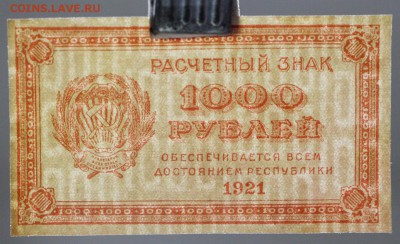 COINS.LAVE.RU
РАСЧЕТНЫЙ ЗНАК
1000
РУБЛЕЙ
ОБЕСПЕЧИВАЕТСЯ ВСЕМ
ДОСТОЯНИЕМ РЕСПУБЛИКИ
1921